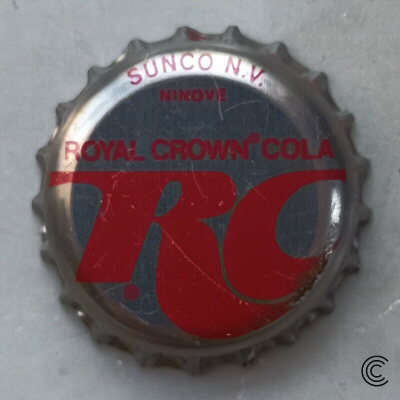 SUNCO N.V.
NINOVE
ROYAL CROWN® COLA
RC